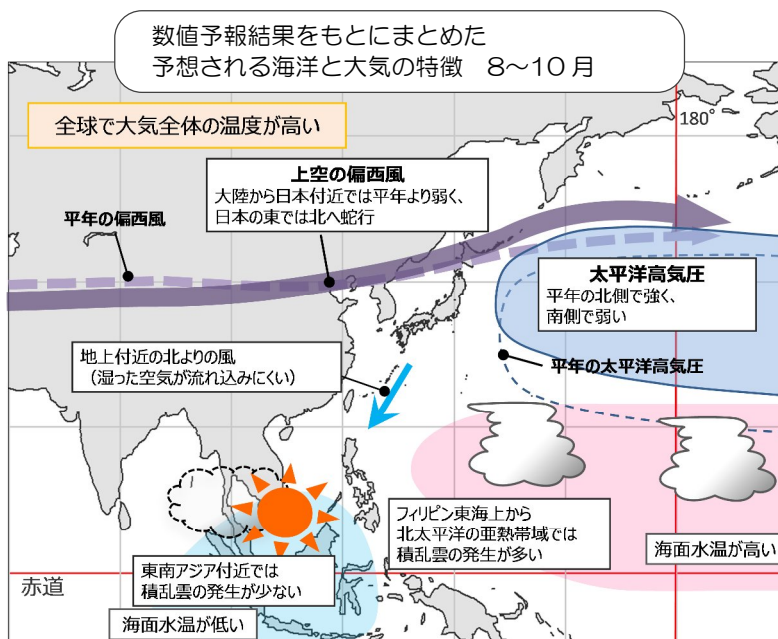 数値予報結果をもとにまとめた
予想される海洋と大気の特徴 8～10月
全球で大気全体の温度が高い
180°
上空の偏西風
大陸から日本付近では平年より弱く、
日本の東では北へ蛇行
平年の偏西風
太平洋高気圧
平年の北側で強く、
南側で弱い
地上付近の北よりの風
（湿った空気が流れ込みにくい）
平年の太平洋高気圧
フィリピン東海上から
北太平洋の亜熱帯域では
積乱雲の発生が多い
海面水温が高い
東南アジア付近では
積乱雲の発生が少ない
赤道
海面水温が低い